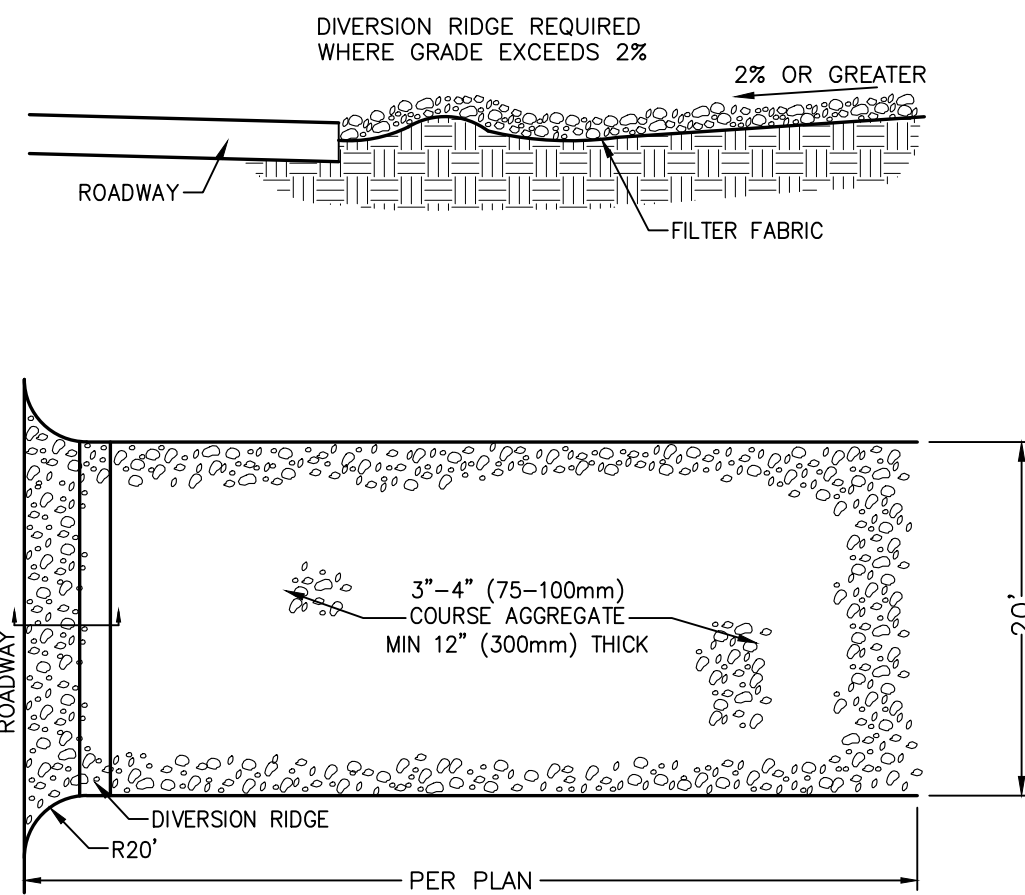 DIVERSION RIDGE REQUIRED
WHERE GRADE EXCEEDS 2%
2% OR GREATER
ROADWAY
FILTER FABRIC
3"-4" (75-100mm)
COURSE AGGREGATE
MIN 12" (300mm) THICK
ROADWAY
20'
DIVERSION RIDGE
R20'
PER PLAN